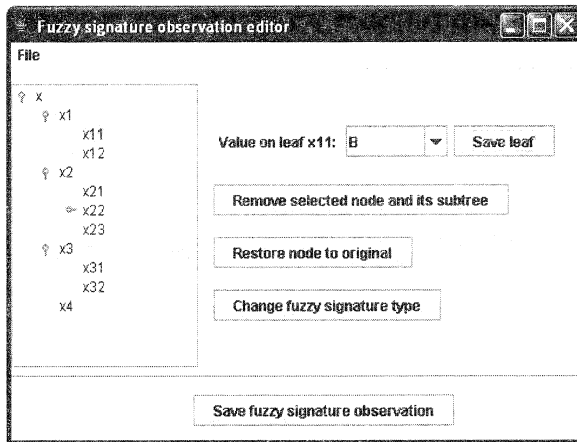 Fuzzy signature observation editor
File
x
x1
x11
x12
x2
x21
x22
x23
x3
x31
x32
x4
Value on leaf x11: B Save leaf
Remove selected node and its subtree
Restore node to original
Change fuzzy signature type
Save fuzzy signature observation